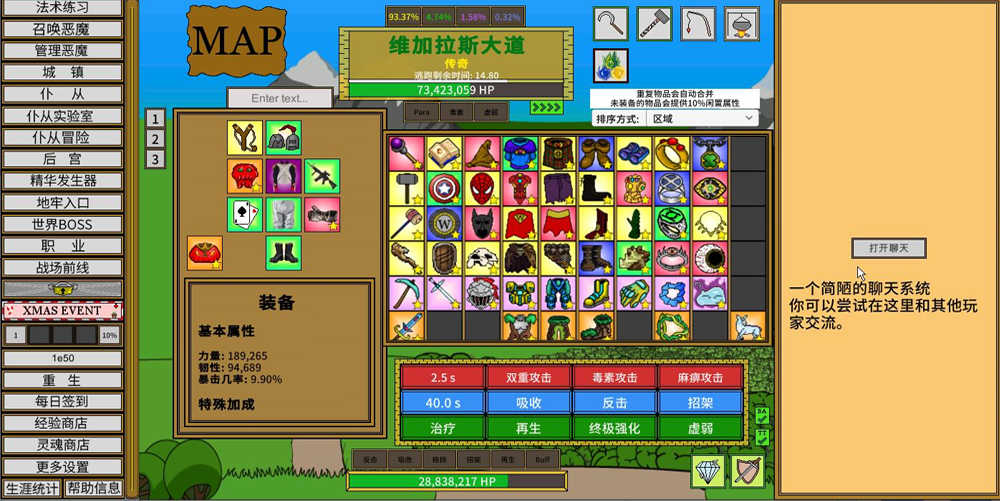 法术练习
召唤恶魔
管理恶魔
城 镇
仆 从
仆从实验室
仆从冒险
后 宫
精华发生器
地牢入口
世界BOSS
职 业
战场前线
XMAS EVENT
1
10%
1e50
重 生
每日签到
经验商店
灵魂商店
更多设置
生涯统计
帮助信息
MAP
93.37%
4.74%
1.58%
0.32%
维加拉斯大道
传奇
逃跑剩余时间: 14.80
73,423,059 HP
Enter text...
Para
毒素
虚弱
1
2
3
重复物品会自动合并
未装备的物品会提供10%闲置属性
排序方式:
区域
装备
基本属性
力量: 189,265
韧性: 94,689
暴击几率: 9.90%
特殊加成
W
2.5 s
双重攻击
毒素攻击
麻痹攻击
40.0 s
吸收
反击
招架
治疗
再生
终极强化
虚弱
BA
TT
反击
吸收
格挡
招架
再生
Buff
28,838,217 HP
打开聊天
一个简陋的聊天系统
你可以尝试在这里和其他玩
家交流。